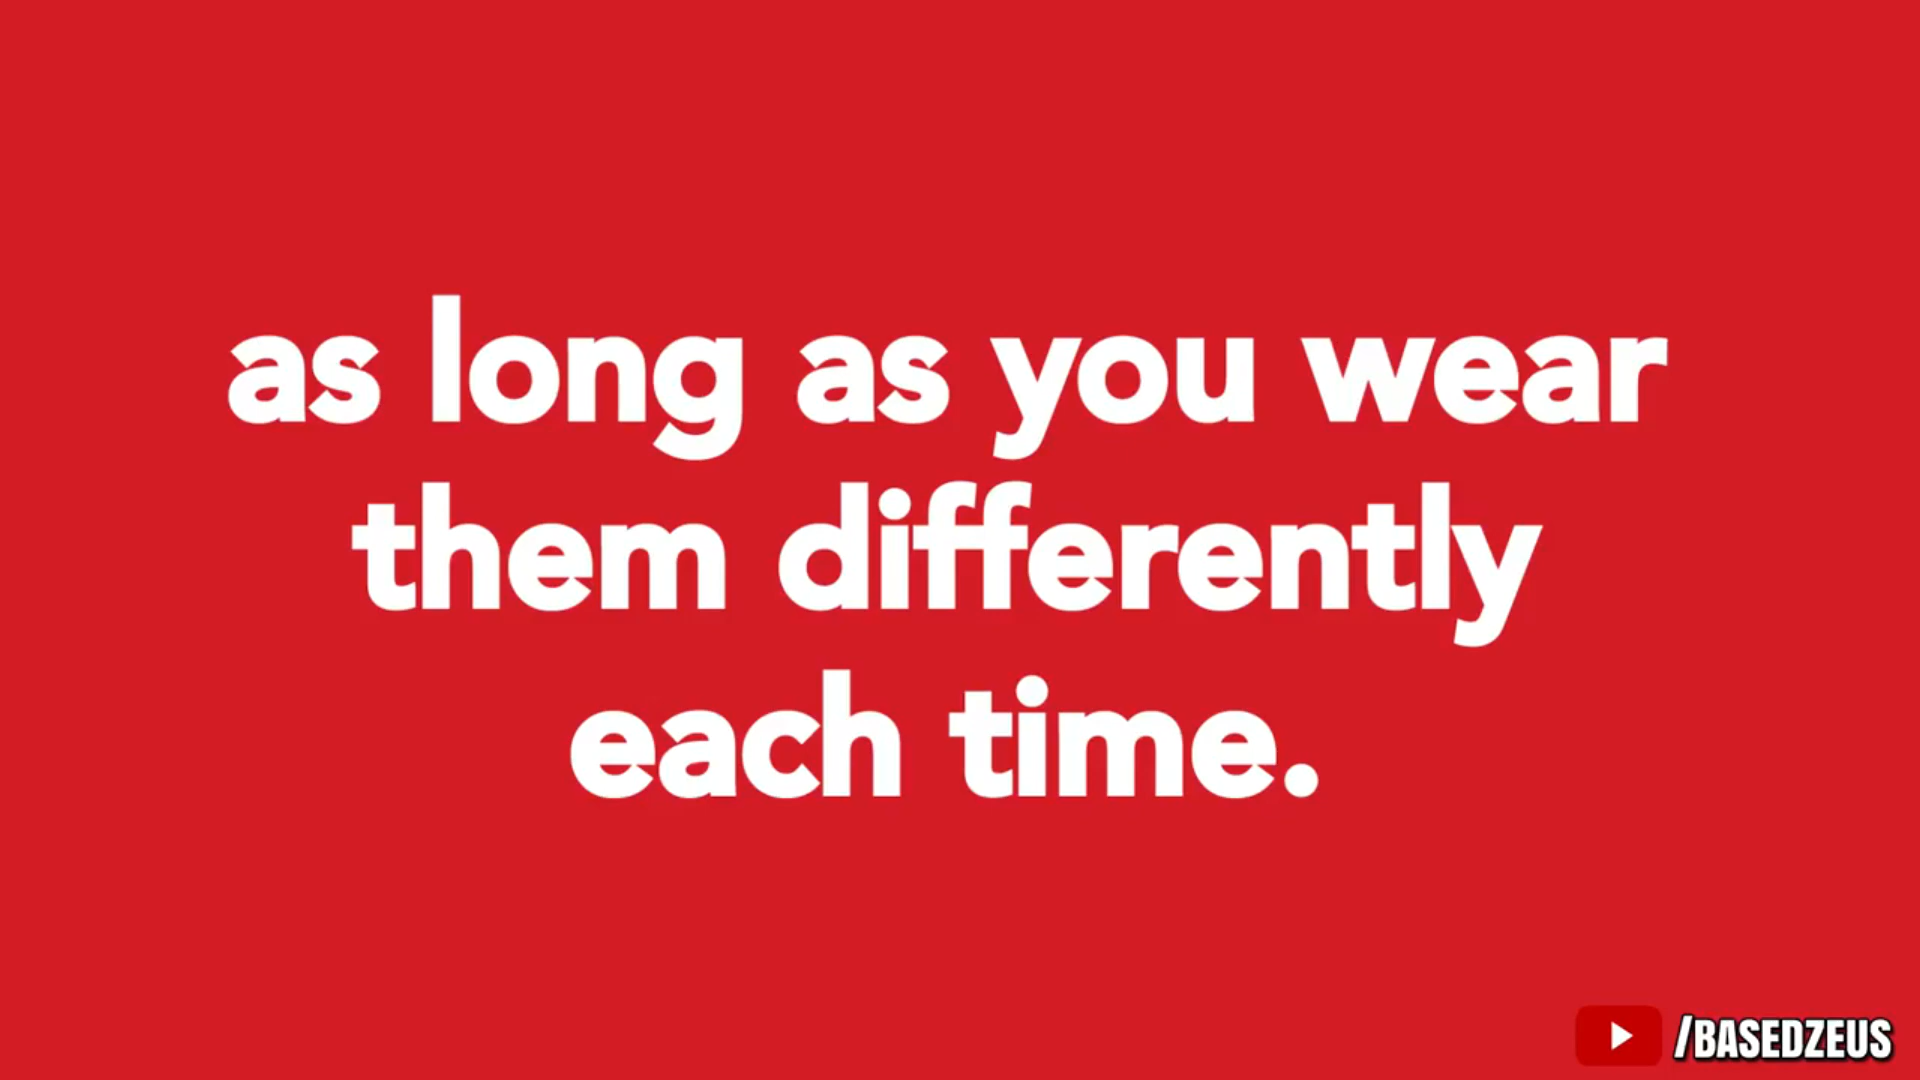 as long as you wear
them differently
each time.
/BASEDZEUS